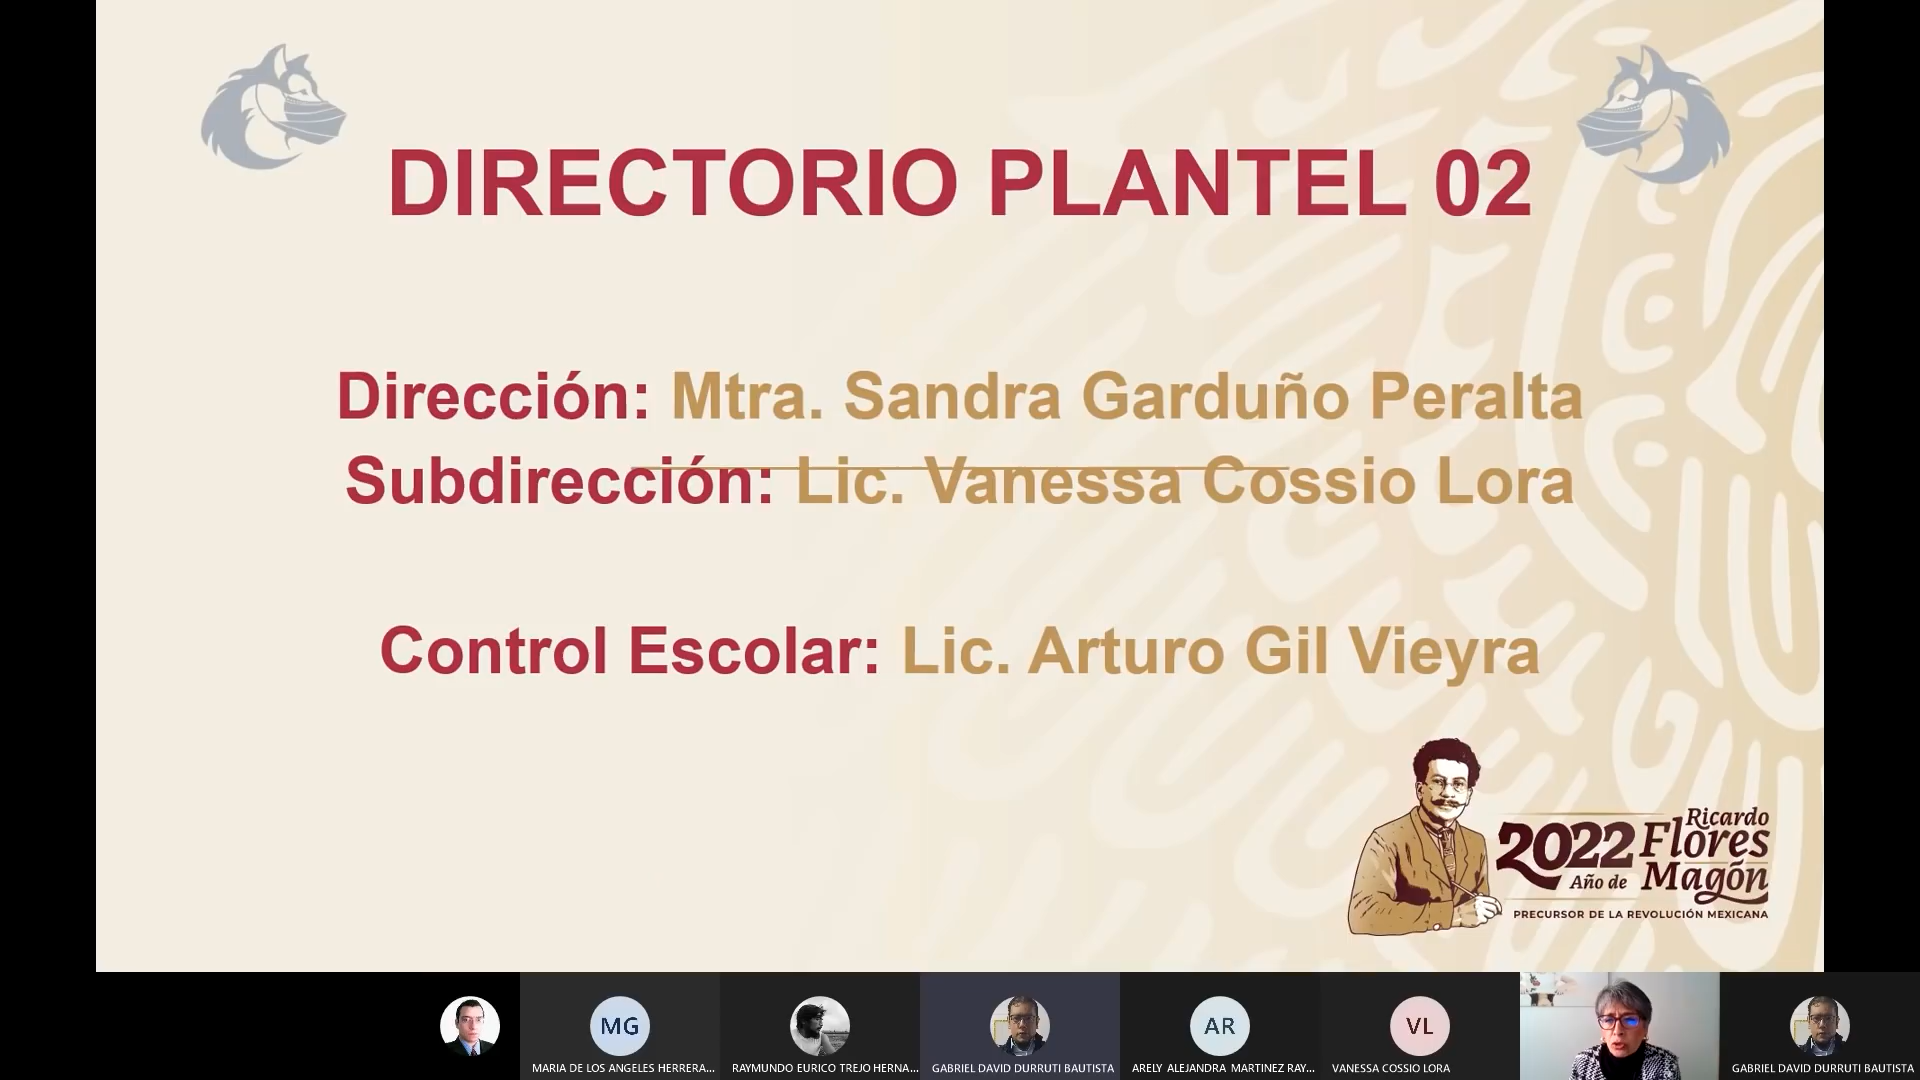 DIRECTORIO PLANTEL 02
Dirección: Mtra. Sandra Garduño Peralta
Subdirección: Lic. Vanessa Cossio Lora
Control Escolar: Lic. Arturo Gil Vieyra
2022
Año de
Ricardo
Flores
Magón
PRECURSOR DE LA REVOLUCIÓN MEXICANA
MG
AR
VL
MARIA DE LOS ANGELES HERRERA...
RAYMUNDO EURICO TREJO HERNA...
GABRIEL DAVID DURRUTI BAUTISTA
ARELY ALEJANDRA MARTINEZ RAY...
VANESSA COSSIO LORA
GABRIEL DAVID DURRUTI BAUTISTA